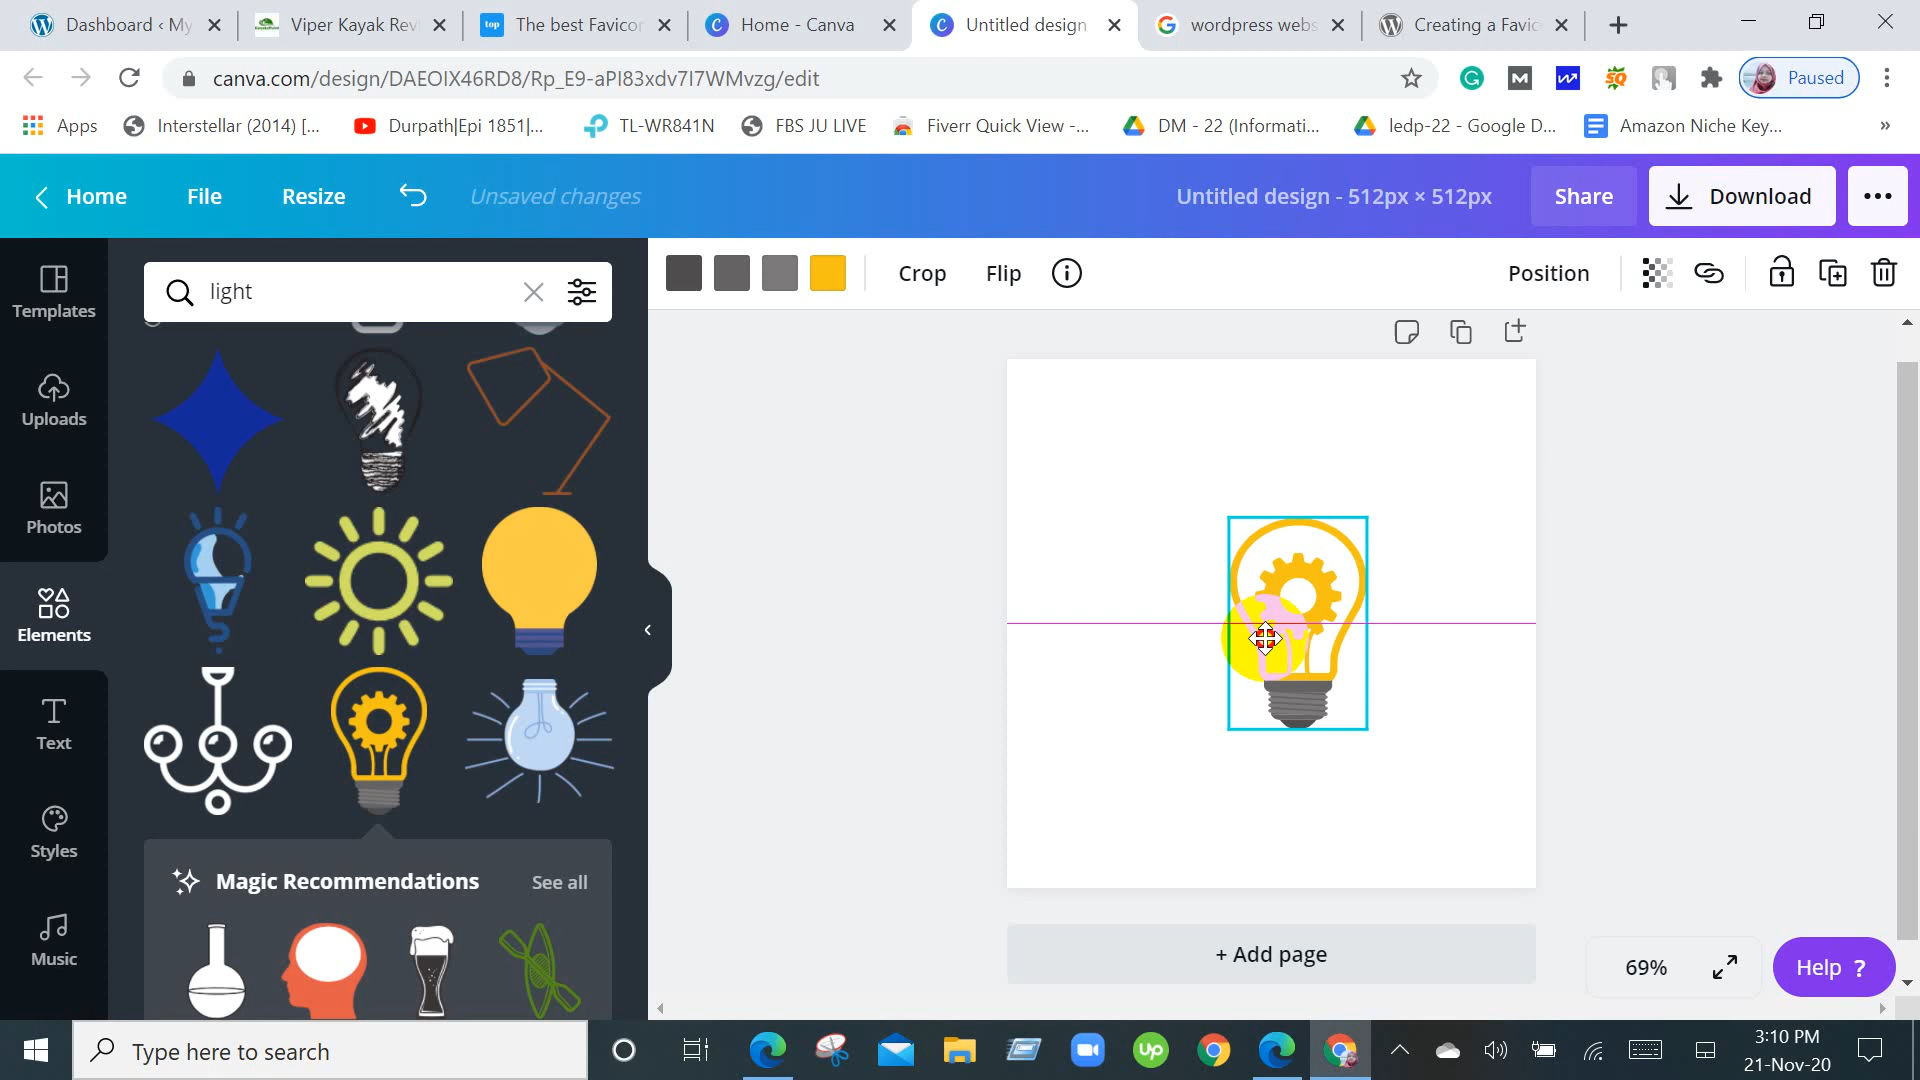 Dashboard ‹ My
Viper Kayak Rev
top
The best Favicon
Home - Canva
Untitled design
wordpress webs
Creating a Favic
canva.com/design/DAEOIX46RD8/Rp_E9-aPI83xdv7I7WMvzg/edit
Paused
Apps
Interstellar (2014) [...
Durpath|Epi 1851|...
TL-WR841N
FBS JU LIVE
Fiverr Quick View -...
DM - 22 (Informati...
ledp-22 - Google D...
Amazon Niche Key...
»
Home
File
Resize
Unsaved changes
Untitled design - 512px × 512px
Share
Download
light
Crop
Flip
Position
Templates
Uploads
Photos
Elements
Text
Styles
Music
Magic Recommendations
See all
+ Add page
69%
Help ?
Type here to search
Up
3:10 PM
21-Nov-20